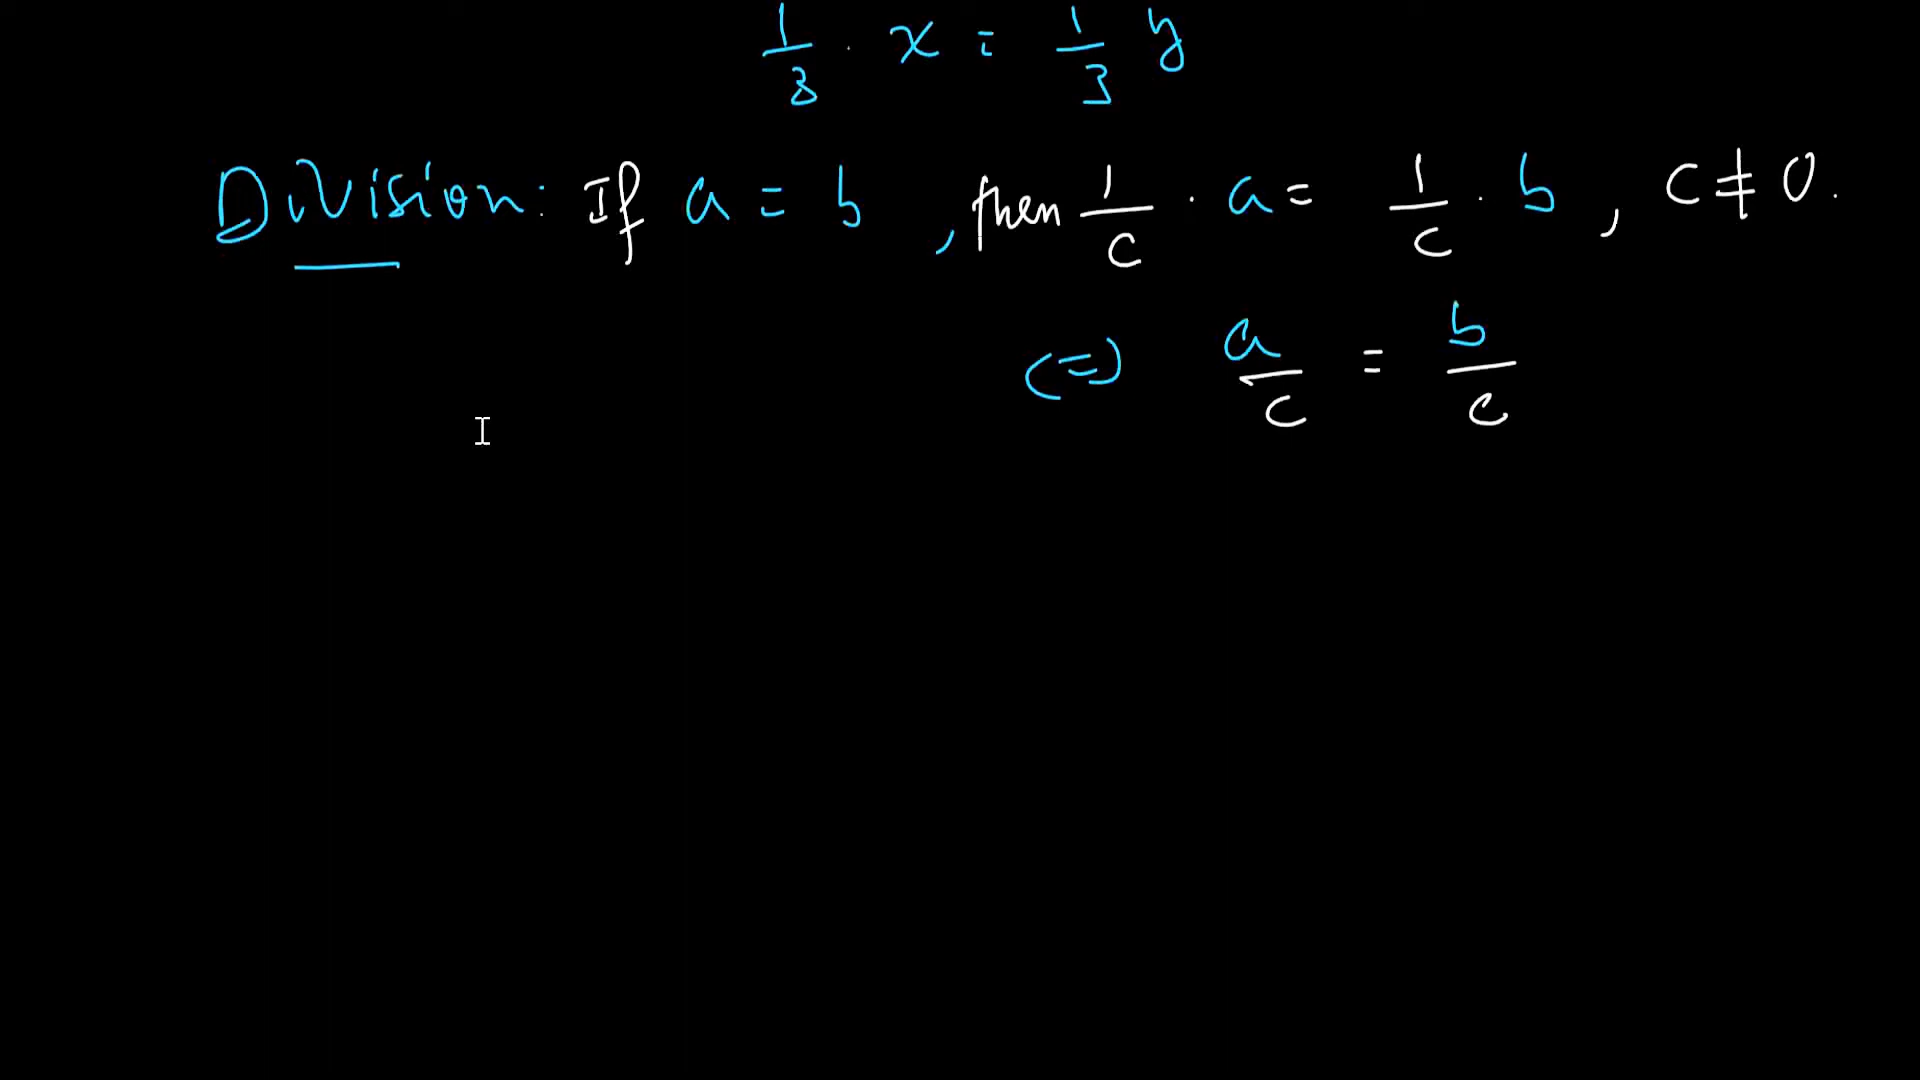 1/3 · x = 1/3 y
Division: If a = b , then 1/c · a = 1/c · b , c ≠ 0.
(=) a/c = b/c